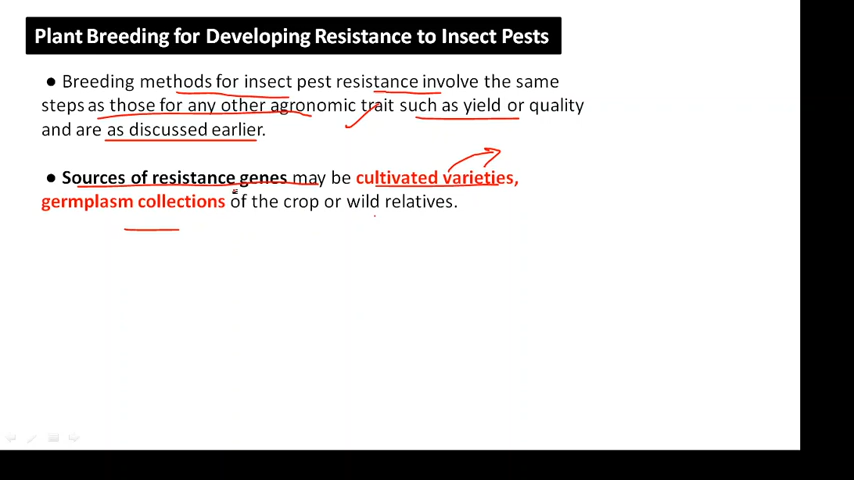 Plant Breeding for Developing Resistance to Insect Pests
● Breeding methods for insect pest resistance involve the same
steps as those for any other agronomic trait such as yield or quality
and are as discussed earlier.
● Sources of resistance genes may be cultivated varieties,
germplasm collections of the crop or wild relatives.